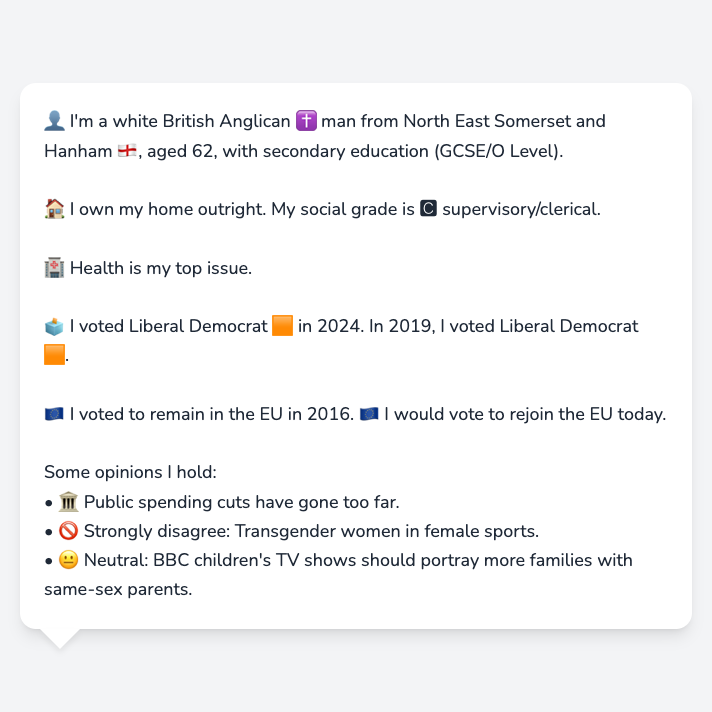 👤 I'm a white British Anglican ✝️ man from North East Somerset and
Hanham 🏴󠁧󠁢󠁥󠁮󠁧󠁿, aged 62, with secondary education (GCSE/O Level).
🏠 I own my home outright. My social grade is 🅲 supervisory/clerical.
🏥 Health is my top issue.
🗳️ I voted Liberal Democrat 🟧 in 2024. In 2019, I voted Liberal Democrat
🟧.
🇪🇺 I voted to remain in the EU in 2016. 🇪🇺 I would vote to rejoin the EU today.
Some opinions I hold:
• 🏛️ Public spending cuts have gone too far.
• 🚫 Strongly disagree: Transgender women in female sports.
• 😐 Neutral: BBC children's TV shows should portray more families with
same-sex parents.